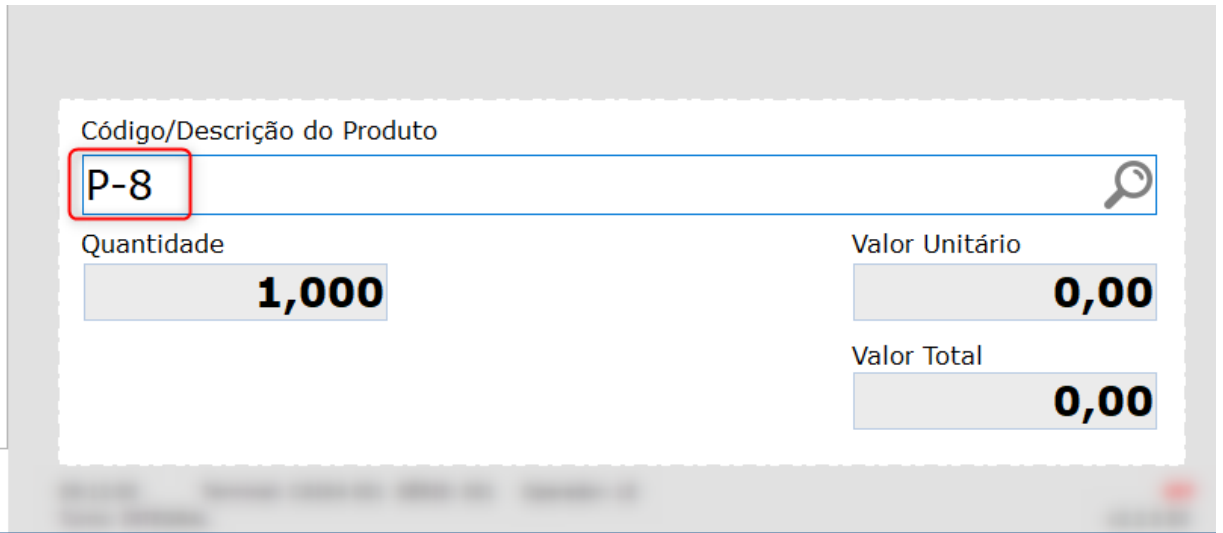 Código/Descrição do Produto
P-8
Quantidade
Valor Unitário
1,000
0,00
Valor Total
0,00